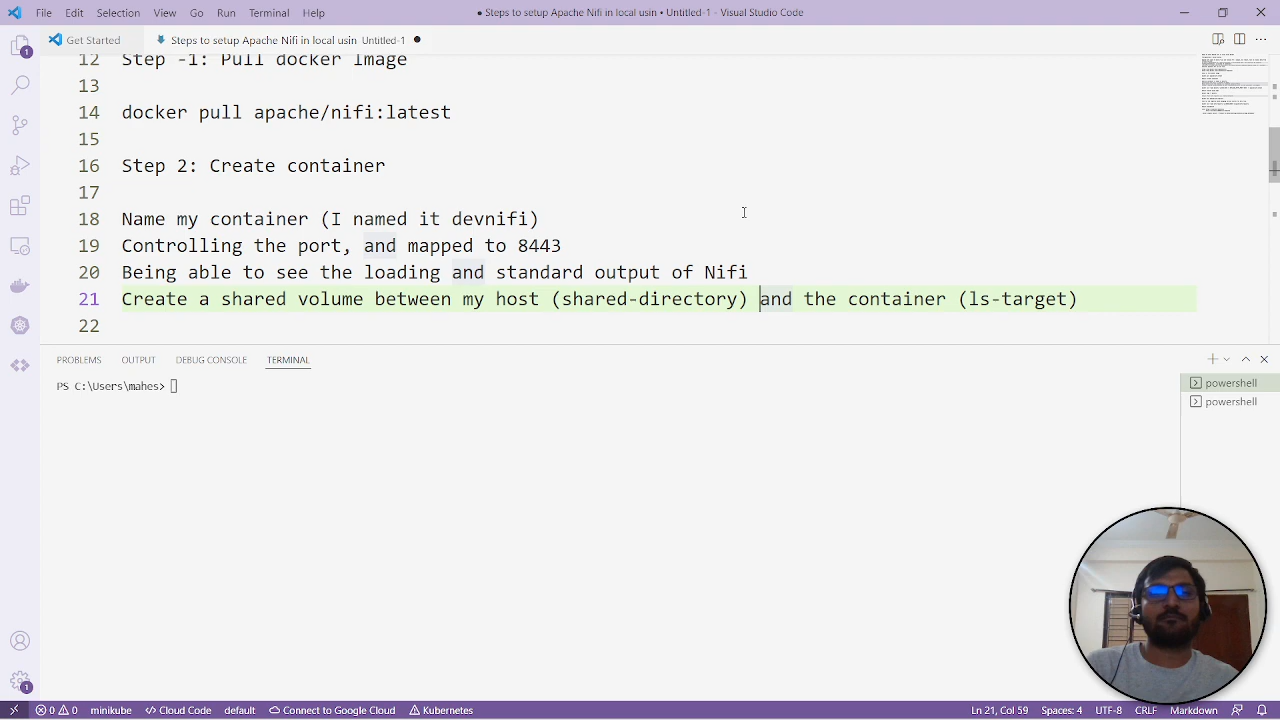 File Edit Selection View Go Run Terminal Help
● Steps to setup Apache Nifi in local usin • Untitled-1 - Visual Studio Code
Get Started
Steps to setup Apache Nifi in local usin Untitled-1 ●
12 Step -1: Pull docker Image
13
14 docker pull apache/nifi:latest
15
16 Step 2: Create container
17
18 Name my container (I named it devnifi)
19 Controlling the port, and mapped to 8443
20 Being able to see the loading and standard output of Nifi
21 Create a shared volume between my host (shared-directory) and the container (ls-target)
22
PROBLEMS OUTPUT DEBUG CONSOLE TERMINAL
PS C:\Users\mahes>
powershell
powershell
1
1
0 0 minikube Cloud Code default Connect to Google Cloud Kubernetes
Ln 21, Col 59 Spaces: 4 UTF-8 CRLF Markdown